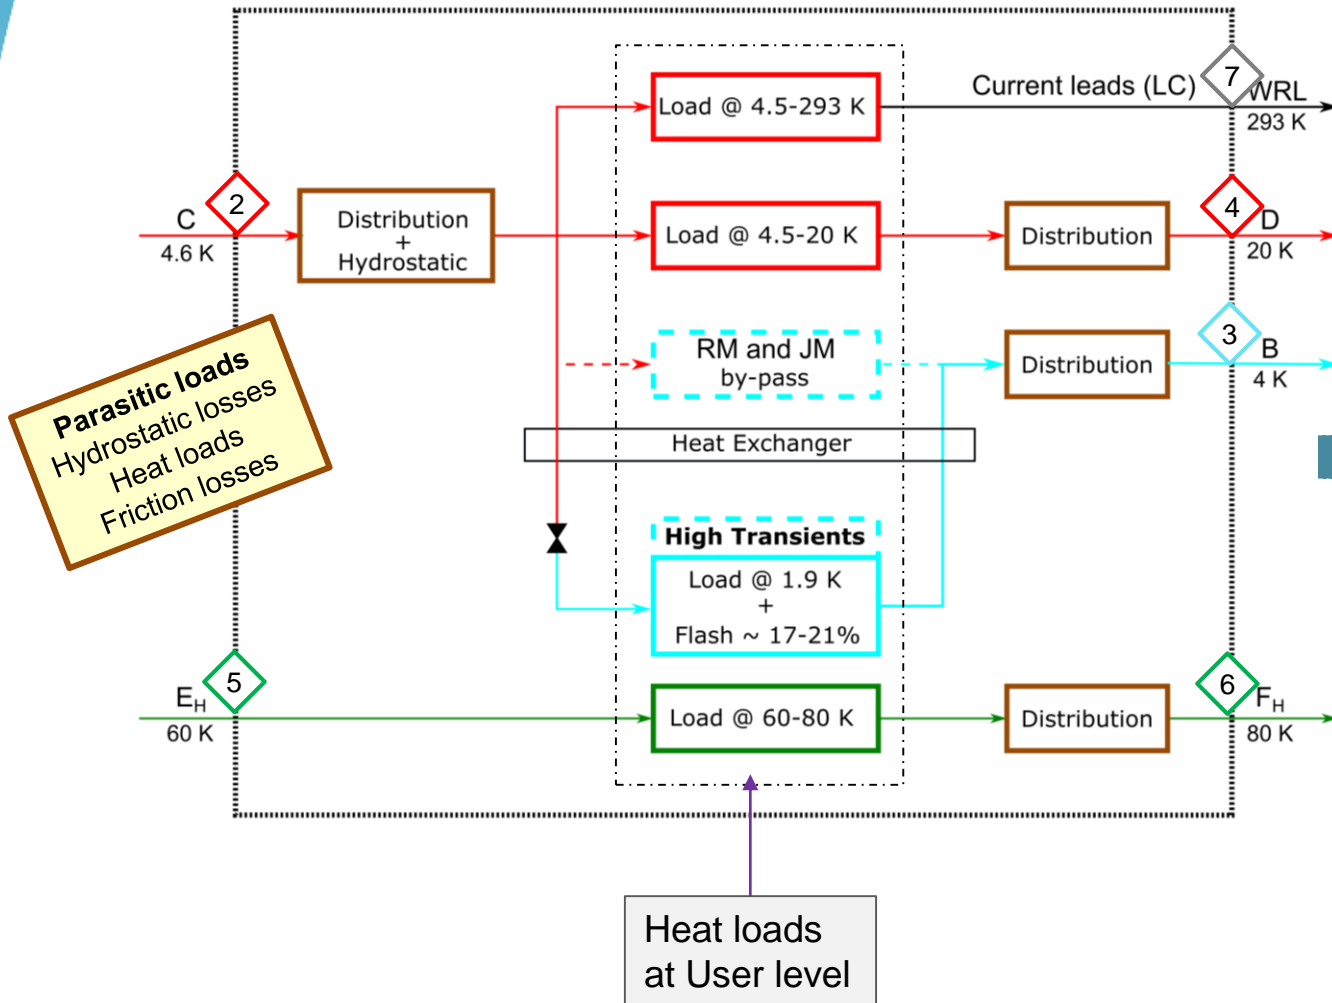 7
Current leads (LC)
WRL
293 K
Load @ 4.5-293 K
2
C
4.6 K
Distribution
+
Hydrostatic
Load @ 4.5-20 K
Distribution
4
D
20 K
Parasitic loads
Hydrostatic losses
Heat loads
Friction losses
RM and JM
by-pass
Distribution
3
B
4 K
Heat Exchanger
High Transients
Load @ 1.9 K
+
Flash ~ 17-21%
5
E_H
60 K
Load @ 60-80 K
Distribution
6
F_H
80 K
Heat loads
at User level